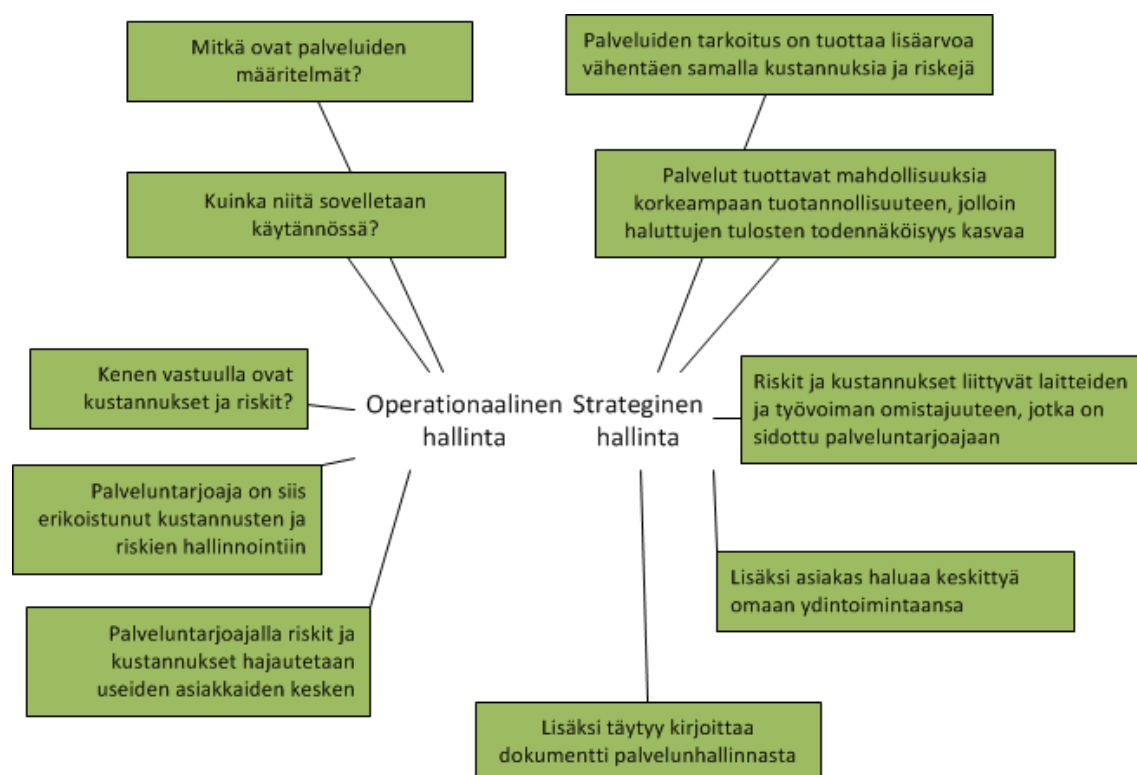 Mitkä ovat palveluiden
määritelmät?
Palveluiden tarkoitus on tuottaa lisäarvoa
vähentäen samalla kustannuksia ja riskejä
Kuinka niitä sovelletaan
käytännössä?
Palvelut tuottavat mahdollisuuksia
korkeampaan tuotannollisuuteen, jolloin
haluttujen tulosten todennäköisyys kasvaa
Kenen vastuulla ovat
kustannukset ja riskit?
Operationaalinen
hallinta
Strateginen
hallinta
Riskit ja kustannukset liittyvät laitteiden
ja työvoiman omistajuuteen, jotka on
sidottu palveluntarjoajaan
Palveluntarjoaja on siis
erikoistunut kustannusten ja
riskien hallinnointiin
Lisäksi asiakas haluaa keskittyä
omaan ydintoimintaansa
Palveluntarjoajalla riskit ja
kustannukset hajautetaan
useiden asiakkaiden kesken
Lisäksi täytyy kirjoittaa
dokumentti palvelunhallinnasta